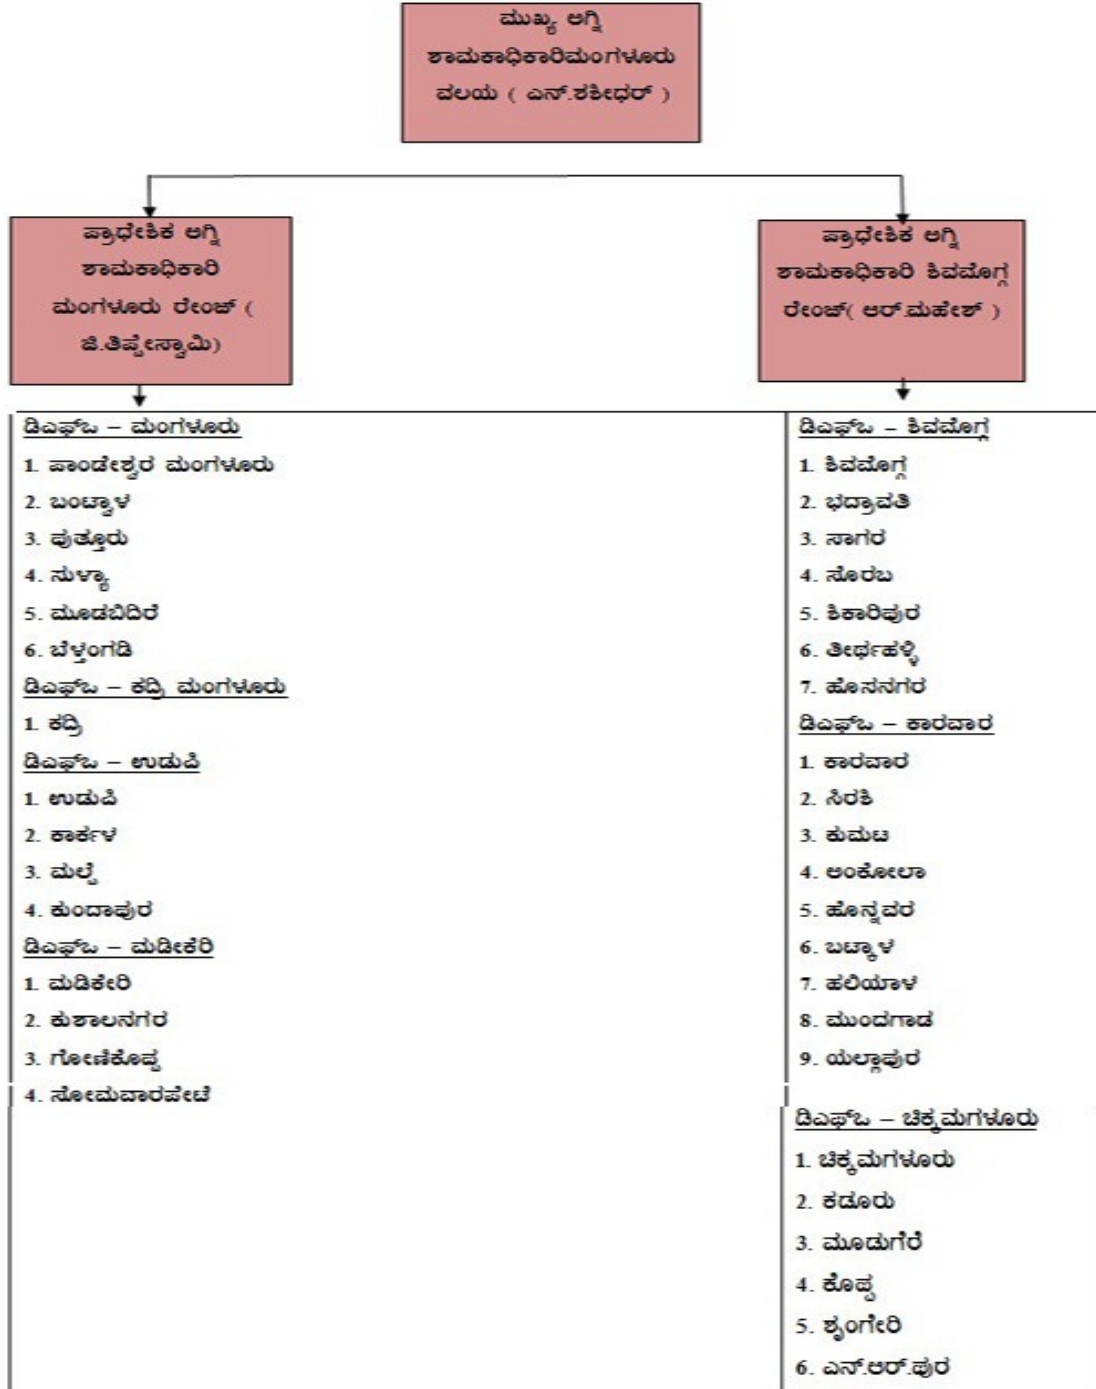 ಮುಖ್ಯ ಅಗ್ನಿ
ಶಾಮಕಾಧಿಕಾರಿಮಂಗಳೂರು
ವಲಯ ( ಎನ್.ಶಶೀಧರ್ )
ಪ್ರಾಧೇಶಿಕ ಅಗ್ನಿ
ಶಾಮಕಾಧಿಕಾರಿ
ಮಂಗಳೂರು ರೇಂಜ್ (
ಜಿ.ತಿಪ್ಪೇಸ್ವಾಮಿ)
ಪ್ರಾಧೇಶಿಕ ಅಗ್ನಿ
ಶಾಮಕಾಧಿಕಾರಿ ಶಿವಮೊಗ್ಗ
ರೇಂಜ್( ಆರ್.ಮಹೇಶ್ )
ಡಿಎಫ್‌ಒ – ಮಂಗಳೂರು
1. ಪಾಂಡೇಶ್ವರ ಮಂಗಳೂರು
2. ಬಂಟ್ವಾಳ
3. ಪುತ್ತೂರು
4. ಸುಳ್ಯಾ
5. ಮೂಡಬಿದಿರೆ
6. ಬೆಳ್ತಂಗಡಿ
ಡಿಎಫ್‌ಒ – ಕದ್ರಿ ಮಂಗಳೂರು
1. ಕದ್ರಿ
ಡಿಎಫ್‌ಒ – ಉಡುಪಿ
1. ಉಡುಪಿ
2. ಕಾರ್ಕಳ
3. ಮಲ್ಪೆ
4. ಕುಂದಾಪುರ
ಡಿಎಫ್‌ಒ – ಮಡೀಕೆರಿ
1. ಮಡಿಕೇರಿ
2. ಕುಶಾಲನಗರ
3. ಗೋಣಿಕೊಪ್ಪ
4. ಸೋಮವಾರಪೇಟೆ
ಡಿಎಫ್‌ಒ – ಶಿವಮೊಗ್ಗ
1. ಶಿವಮೊಗ್ಗ
2. ಭದ್ರಾವತಿ
3. ಸಾಗರ
4. ಸೊರಬ
5. ಶಿಕಾರಿಪುರ
6. ತೀರ್ಥಹಳ್ಳಿ
7. ಹೊಸನಗರ
ಡಿಎಫ್‌ಒ – ಕಾರವಾರ
1. ಕಾರವಾರ
2. ಸಿರಶಿ
3. ಕುಮಟ
4. ಅಂಕೋಲಾ
5. ಹೊನ್ನವರ
6. ಬಟ್ಕಾಳ
7. ಹಲಿಯಾಳ
8. ಮುಂದಗಾಡ
9. ಯಲ್ಲಾಪುರ
ಡಿಎಫ್‌ಒ – ಚಿಕ್ಕಮಗಳೂರು
1. ಚಿಕ್ಕಮಗಳೂರು
2. ಕಡೂರು
3. ಮೂಡುಗೆರೆ
4. ಕೊಪ್ಪ
5. ಶೃಂಗೇರಿ
6. ಎನ್.ಆರ್.ಪುರ